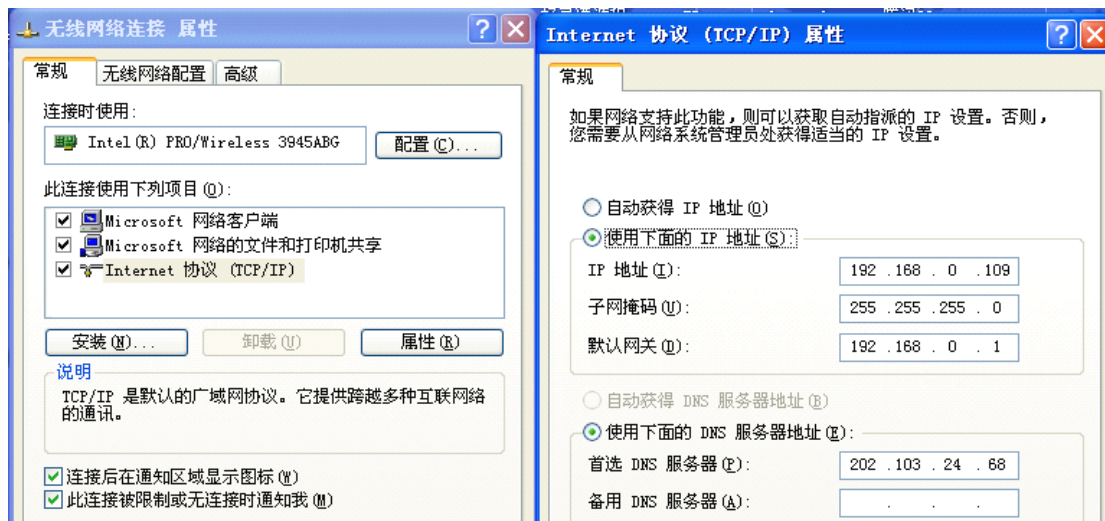 无线网络连接 属性
常规
无线网络配置
高级
连接时使用:
Intel(R) PRO/Wireless 3945ABG
配置(C)...
此连接使用下列项目(O):
Microsoft 网络客户端
Microsoft 网络的文件和打印机共享
Internet 协议 (TCP/IP)
安装(N)...
卸载(U)
属性(R)
说明
TCP/IP 是默认的广域网协议。它提供跨越多种互联网络
的通讯。
连接后在通知区域显示图标(W)
此连接被限制或无连接时通知我(M)
Internet 协议 (TCP/IP) 属性
常规
如果网络支持此功能,则可以获取自动指派的 IP 设置。否则,
您需要从网络系统管理员处获得适当的 IP 设置。
自动获得 IP 地址(O)
使用下面的 IP 地址(S):
IP 地址(I): 192 .168 . 0 .109
子网掩码(U): 255 .255 .255 . 0
默认网关(D): 192 .168 . 0 . 1
自动获得 DNS 服务器地址(B)
使用下面的 DNS 服务器地址(E):
首选 DNS 服务器(P): 202 .103 . 24 . 68
备用 DNS 服务器(A): . . .